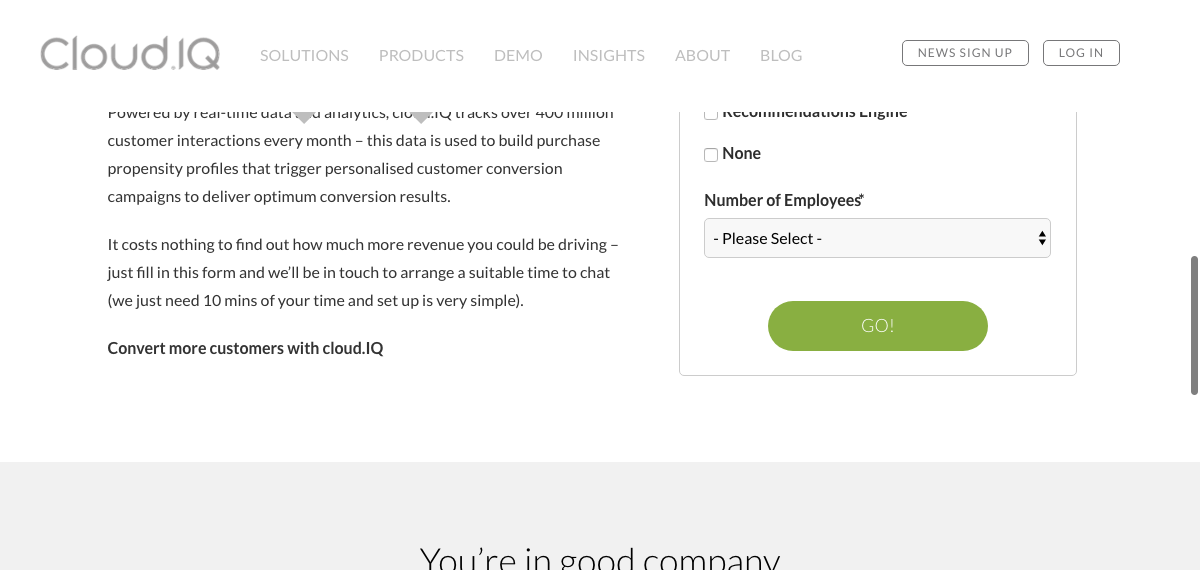 Cloud.IQ
SOLUTIONS PRODUCTS DEMO INSIGHTS ABOUT BLOG
NEWS SIGN UP LOG IN
Powered by real-time data and analytics, cloud.IQ tracks over 400 million
customer interactions every month – this data is used to build purchase
propensity profiles that trigger personalised customer conversion
campaigns to deliver optimum conversion results.
It costs nothing to find out how much more revenue you could be driving –
just fill in this form and we’ll be in touch to arrange a suitable time to chat
(we just need 10 mins of your time and set up is very simple).
Convert more customers with cloud.IQ
Recommendations Engine
None
Number of Employees*
- Please Select -
GO!
You’re in good company